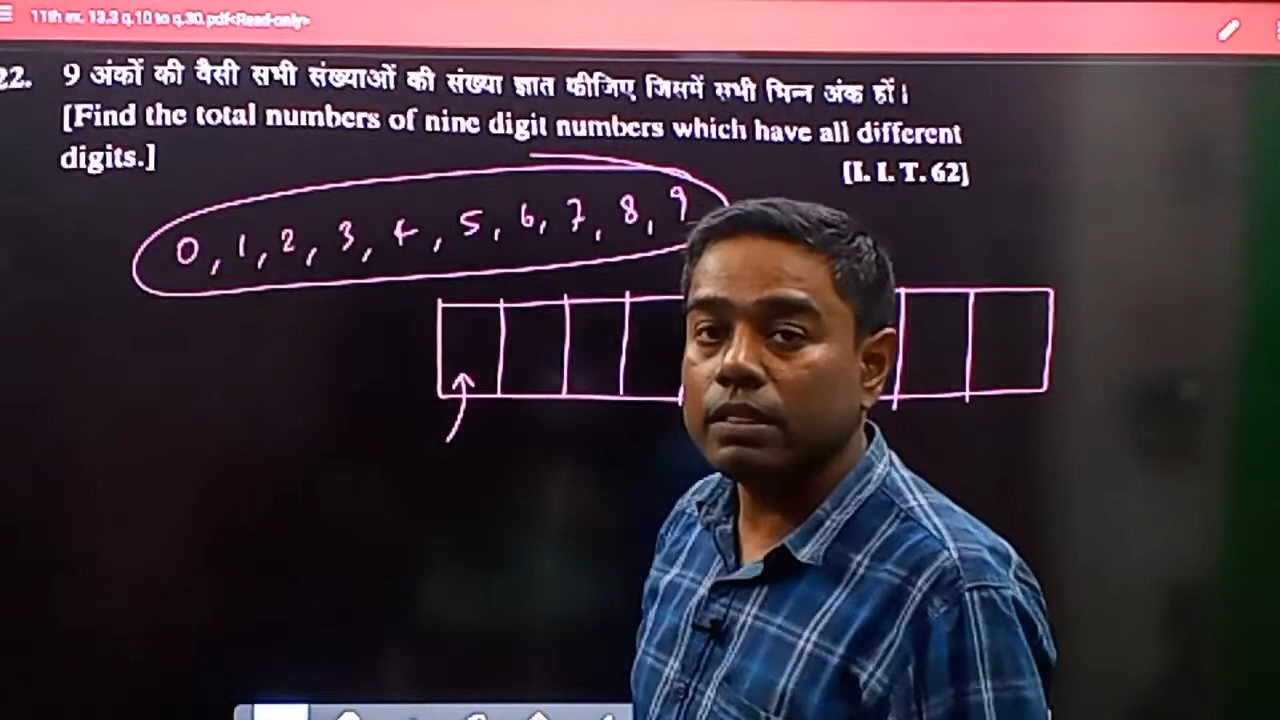 11th ex. 13.3 q.10 to q.30.pdf<Read-only>
22. 9 अंकों की वैसी सभी संख्याओं की संख्या ज्ञात कीजिए जिसमें सभी भिन्न अंक हों।
[Find the total numbers of nine digit numbers which have all different
digits.]
[I. I. T. 62]
0, 1, 2, 3, 4, 5, 6, 7, 8, 9